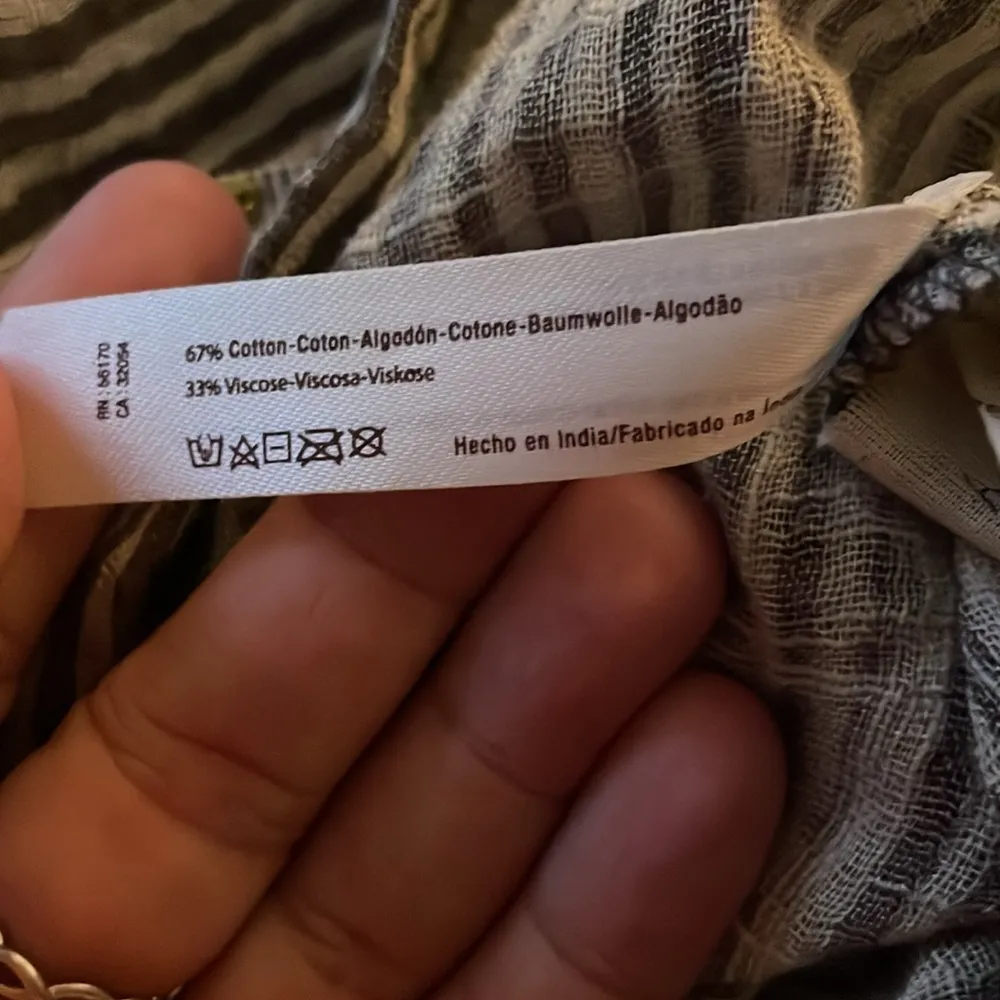 67% Cotton-Coton-Algodón-Cotone-Baumwolle-Algodão
33% Viscose-Viscosa-Viskose
Hecho en India/Fabricado na
RN : 56170
CA : 32054